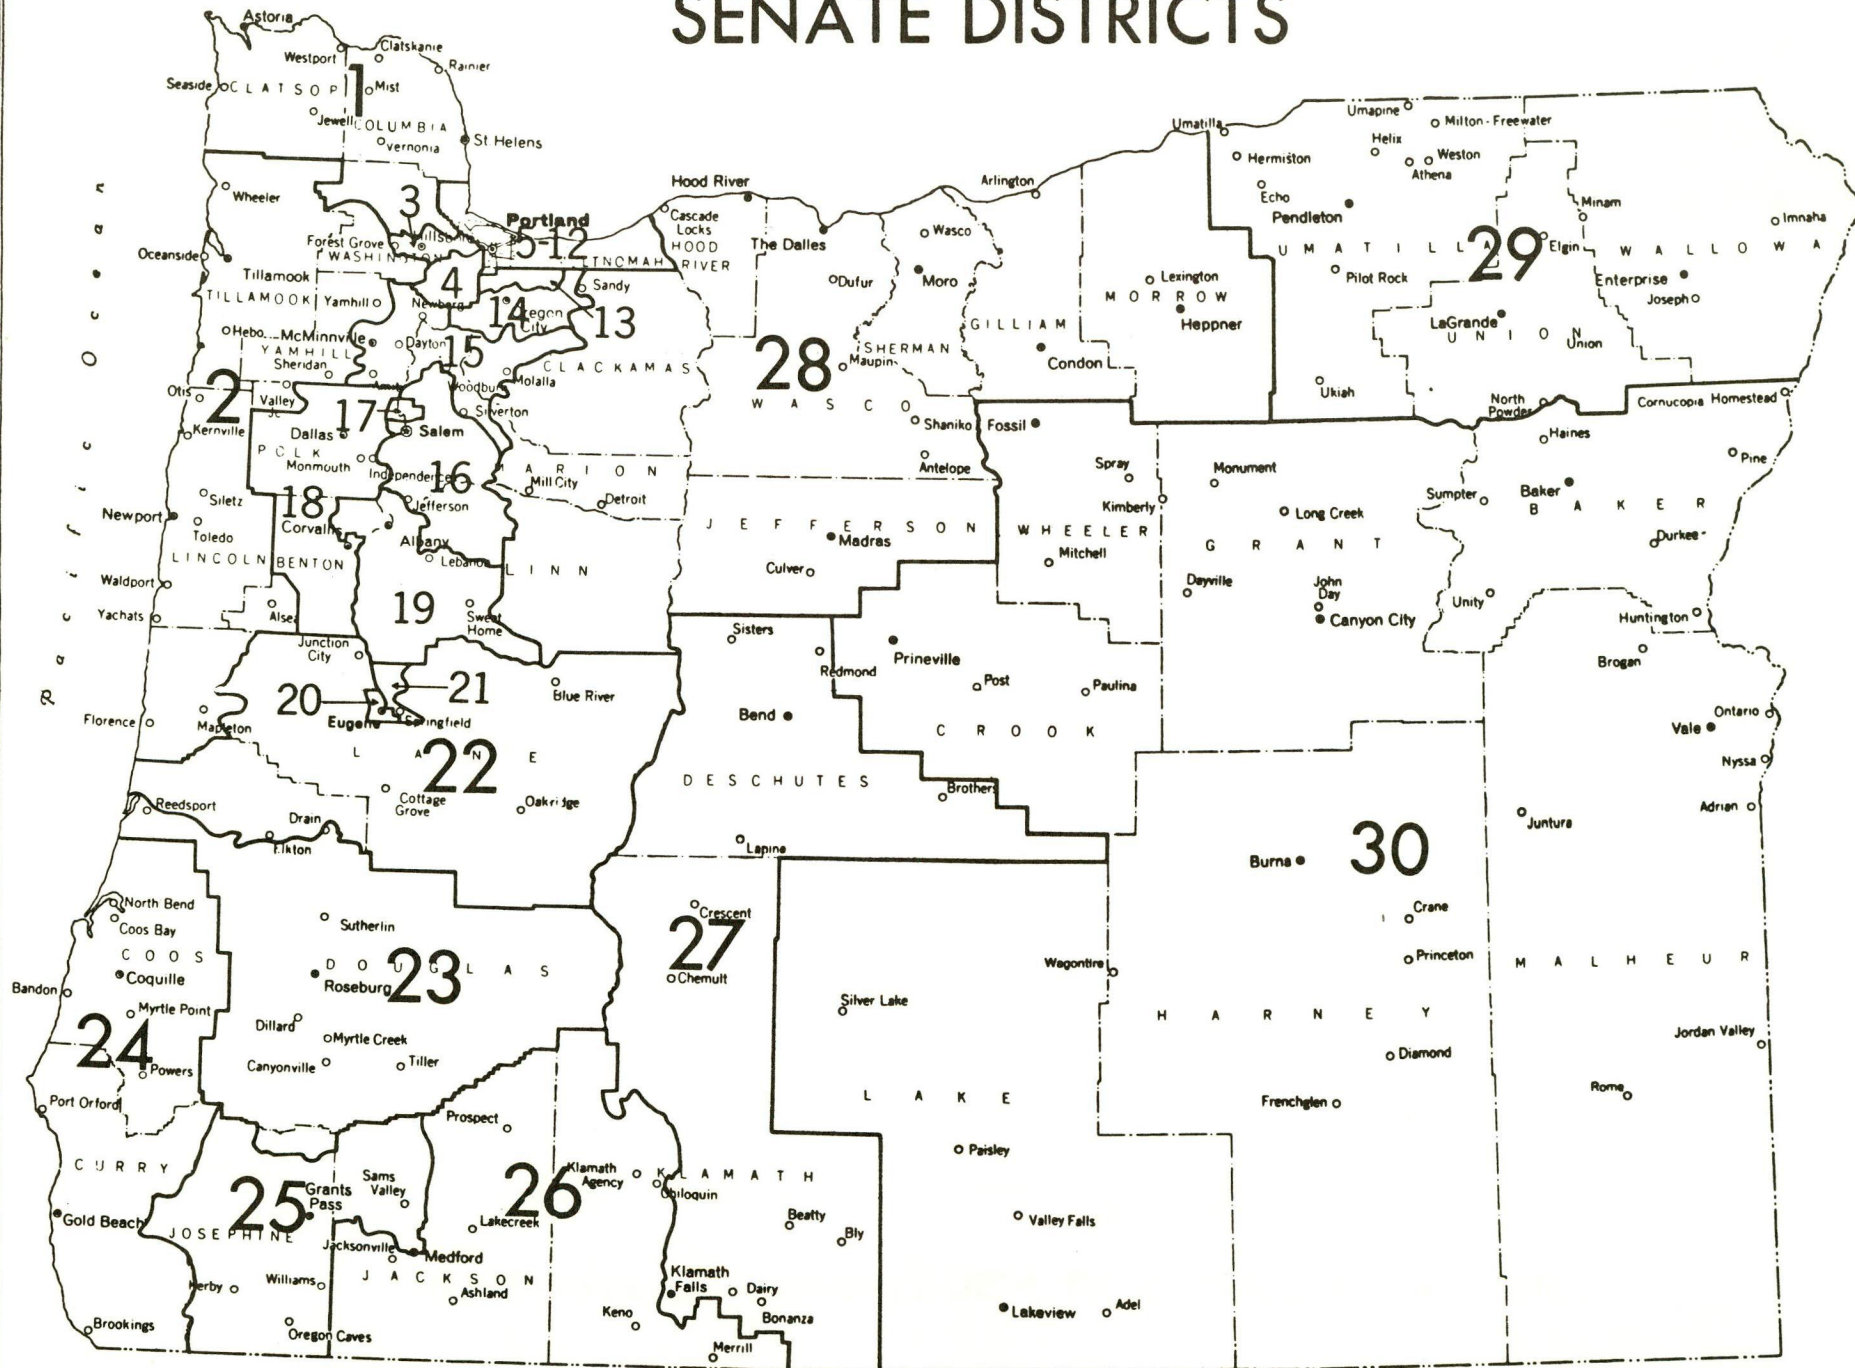 SENATE DISTRICTS
Astoria
Westport
Clatskanie
Rainier
Seaside
CLATSOP
1
Mist
Jewell
COLUMBIA
Vernonia
St Helens
Pacific Ocean
Wheeler
3
Forest Grove
Hillsboro
WASHINGTON
Portland
5-12
Oceanside
Tillamook
TILLAMOOK
Yamhill
4
Newberg
14
Oregon
City
Sandy
13
Hebo
McMinnville
YAMHILL
Sheridan
Dayton
15
Woodburn
Molalla
CLACKAMAS
Hood River
Cascade
Locks
HOOD
RIVER
The Dalles
Dufur
Wasco
Moro
Arlington
28
Maupin
SHERMAN
GILLIAM
Condon
WASCO
Shaniko
Antelope
Umatilla
Hermiston
Echo
Pendleton
Umapine
Milton-Freewater
Helix
Weston
Athena
UMATILLA
29
Elgin
Minam
Imnaha
WALLOWA
Pilot Rock
Enterprise
Joseph
Lexington
MORROW
Heppner
LaGrande
UNION
Union
Ukiah
North
Powder
Cornucopia
Homestead
Otis
2
Valley
Jc
Kernville
17
Dallas
Salem
Silverton
POLK
Monmouth
Independence
16
MARION
Mill City
Detroit
Siletz
18
Jefferson
Newport
Toledo
Corvallis
Albany
LINCOLN
BENTON
Lebanon
LINN
Waldport
Yachats
Alsea
19
Sweet
Home
JEFFERSON
Madras
Culver
Fossil
Spray
Kimberly
WHEELER
Mitchell
Monument
Long Creek
GRANT
Dayville
John
Day
Canyon City
Haines
Pine
Sumpter
Baker
BAKER
Durkee
Unity
Huntington
Junction
City
20
21
Eugene
Springfield
Blue River
Florence
Mapleton
LANE
22
Cottage
Grove
Oakridge
Sisters
Redmond
Prineville
Post
Paulina
Bend
CROOK
DESCHUTES
Brothers
Lapine
Brogan
Ontario
Vale
Nyssa
Adrian
Juntura
Reedsport
Drain
Elkton
Burns
30
Crane
Princeton
North Bend
Coos Bay
COOS
Coquille
Bandon
Myrtle Point
24
Powers
Port Orford
Sutherlin
DOUGLAS
Roseburg
23
Dillard
Myrtle Creek
Canyonville
Tiller
Crescent
27
Chemult
Silver Lake
Wagontire
HARNEY
MALHEUR
Jordan Valley
Diamond
Frenchglen
Rome
LAKE
Paisley
Prospect
CURRY
Gold Beach
25
Grants
Pass
JOSEPHINE
Sams
Valley
26
Klamath
Agency
KLAMATH
Chiloquin
Lakecreek
Beatty
Bly
Valley Falls
Jacksonville
Medford
JACKSON
Ashland
Kerby
Williams
Klamath
Falls
Dairy
Bonanza
Keno
Merrill
Lakeview
Adel
Brookings
Oregon Caves